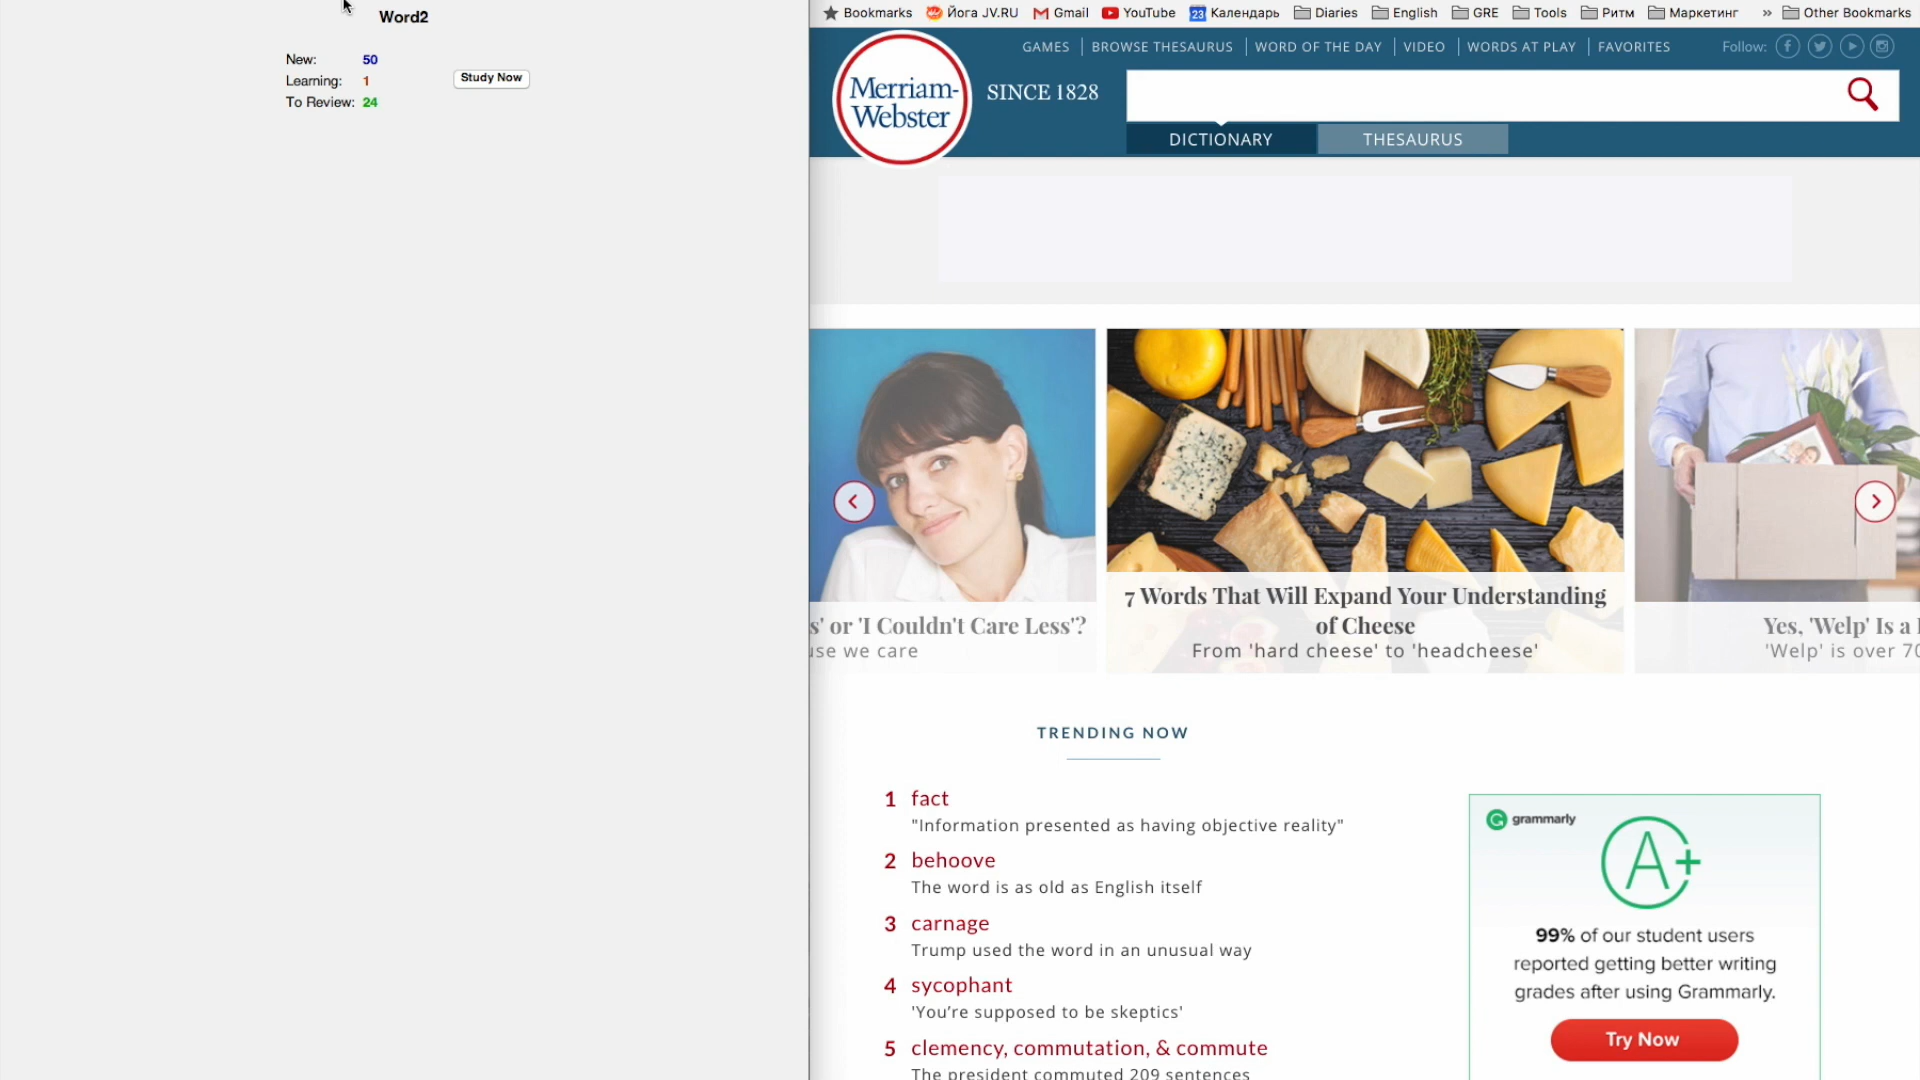 Word2
New: 50
Learning: 1
To Review: 24
Study Now
Bookmarks Йога JV.RU Gmail YouTube 23 Календарь Diaries English GRE Tools Ритм Маркетинг » Other Bookmarks
GAMES BROWSE THESAURUS WORD OF THE DAY VIDEO WORDS AT PLAY FAVORITES Follow:
Merriam-
Webster
SINCE 1828
DICTIONARY THESAURUS
s' or 'I Couldn't Care Less'?
use we care
7 Words That Will Expand Your Understanding
of Cheese
From 'hard cheese' to 'headcheese'
Yes, 'Welp' Is a
'Welp' is over 70
TRENDING NOW
1 fact
"Information presented as having objective reality"
2 behoove
The word is as old as English itself
3 carnage
Trump used the word in an unusual way
4 sycophant
'You're supposed to be skeptics'
5 clemency, commutation, & commute
The president commuted 209 sentences
grammarly
A+
99% of our student users
reported getting better writing
grades after using Grammarly.
Try Now